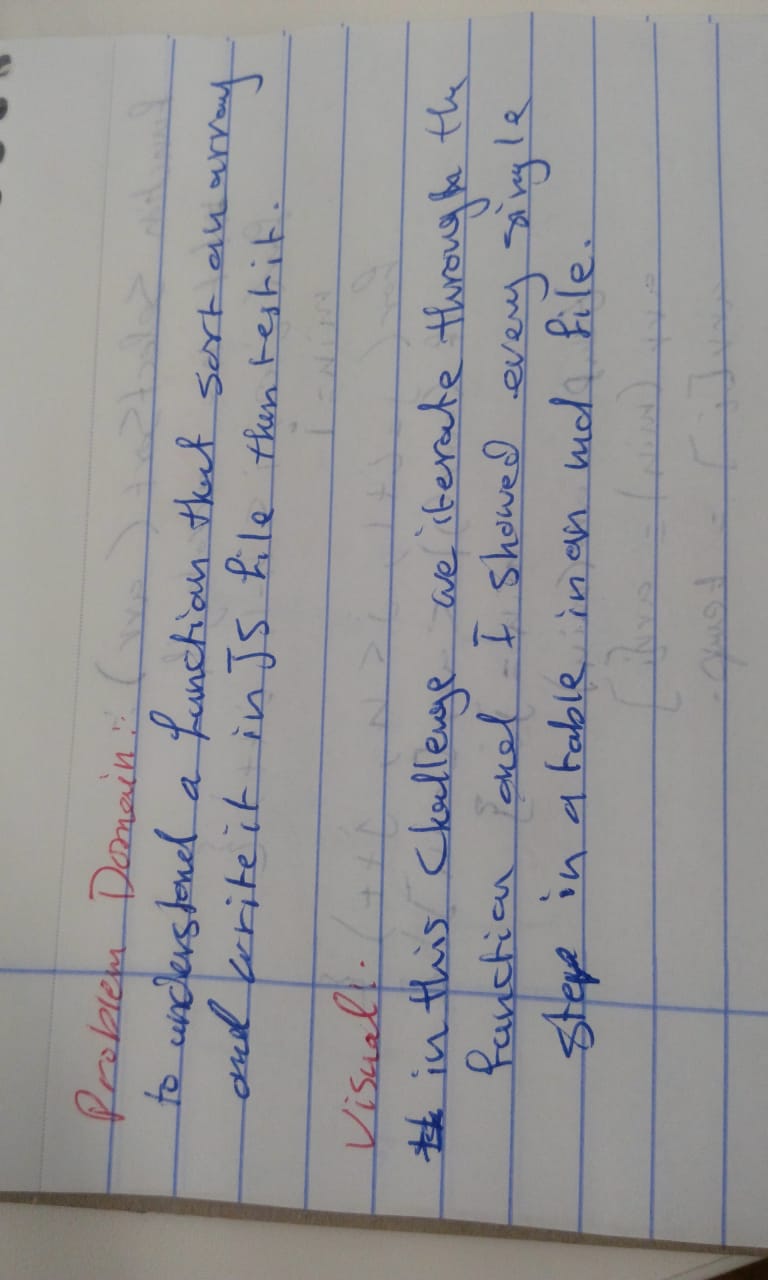 Problem Domain:
to understand a function that sort an array
and write it in JS file then test it.
Visual:
in this challenge we iterate through the
function and I showed every single
step in a table in an md file.